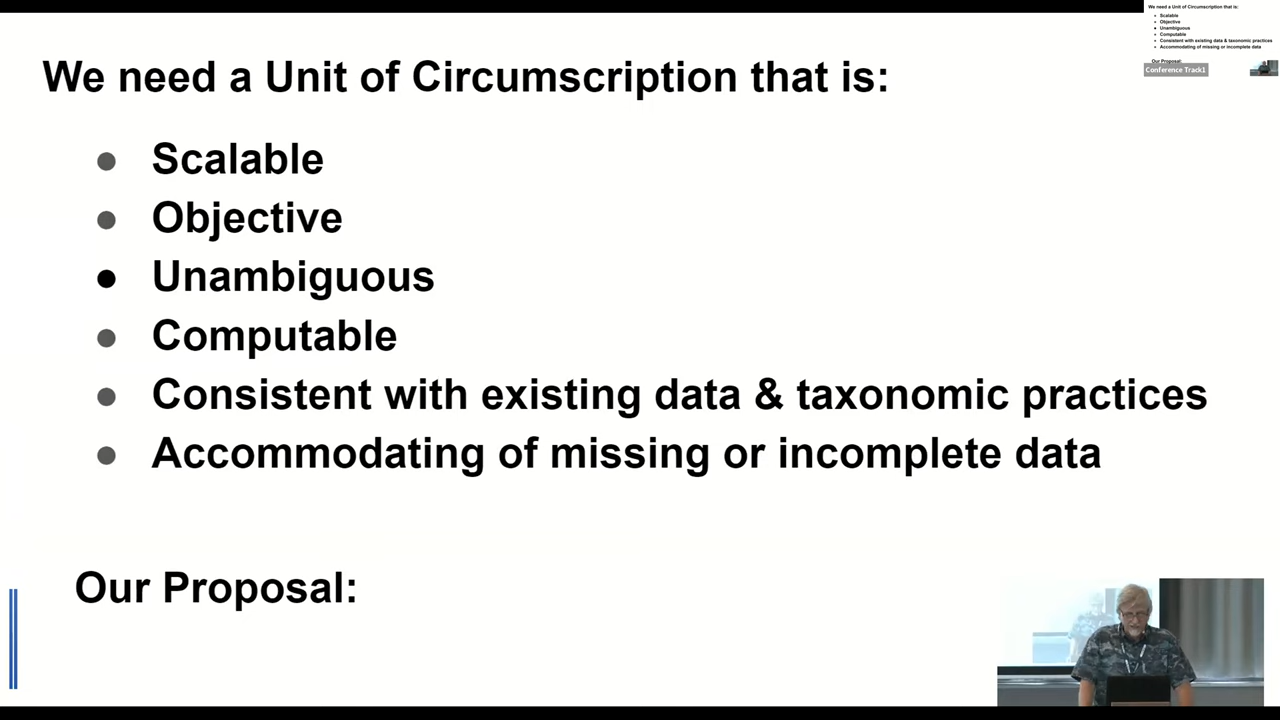 We need a Unit of Circumscription that is:
Scalable
Objective
Unambiguous
Computable
Consistent with existing data & taxonomic practices
Accommodating of missing or incomplete data
Our Proposal:
We need a Unit of Circumscription that is:
Scalable
Objective
Unambiguous
Computable
Consistent with existing data & taxonomic practices
Accommodating of missing or incomplete data
Our Proposal:
Conference Track1